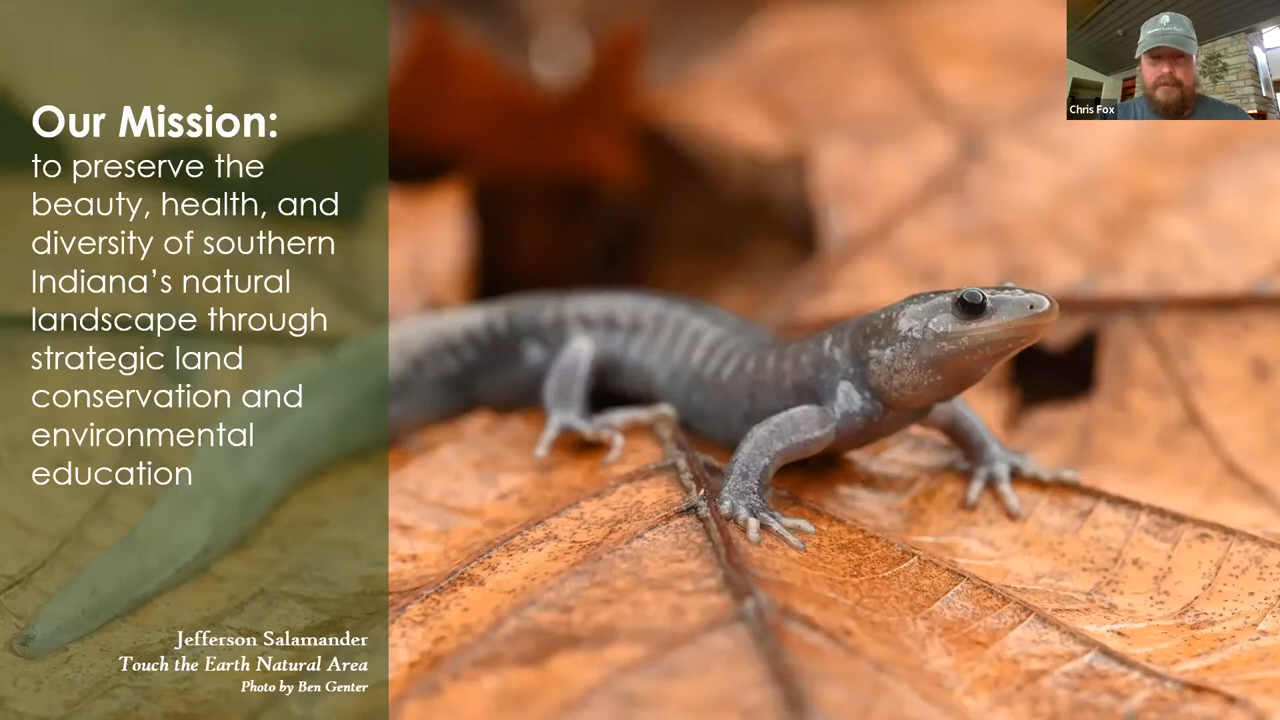 Our Mission:
to preserve the
beauty, health, and
diversity of southern
Indiana’s natural
landscape through
strategic land
conservation and
environmental
education
Jefferson Salamander
Touch the Earth Natural Area
Photo by Ben Genter
Chris Fox